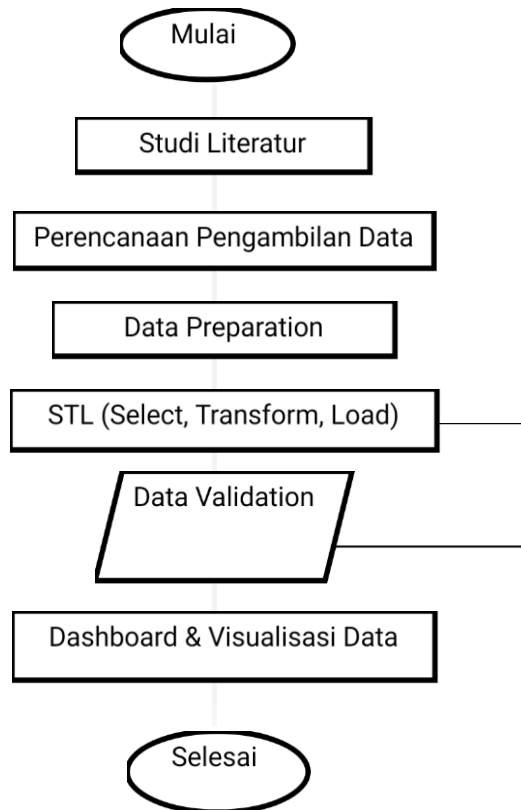 Mulai
Studi Literatur
Perencanaan Pengambilan Data
Data Preparation
STL (Select, Transform, Load)
Data Validation
Dashboard & Visualisasi Data
Selesai